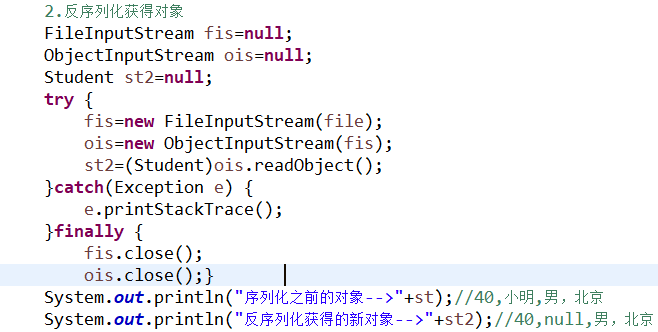 2.反序列化获得对象
FileInputStream fis=null;
ObjectInputStream ois=null;
Student st2=null;
try {
    fis=new FileInputStream(file);
    ois=new ObjectInputStream(fis);
    st2=(Student)ois.readObject();
}catch(Exception e) {
    e.printStackTrace();
}finally {
    fis.close();
    ois.close();}
System.out.println("序列化之前的对象-->"+st);//40,小明,男，北京
System.out.println("反序列化获得的新对象-->"+st2);//40,null,男，北京